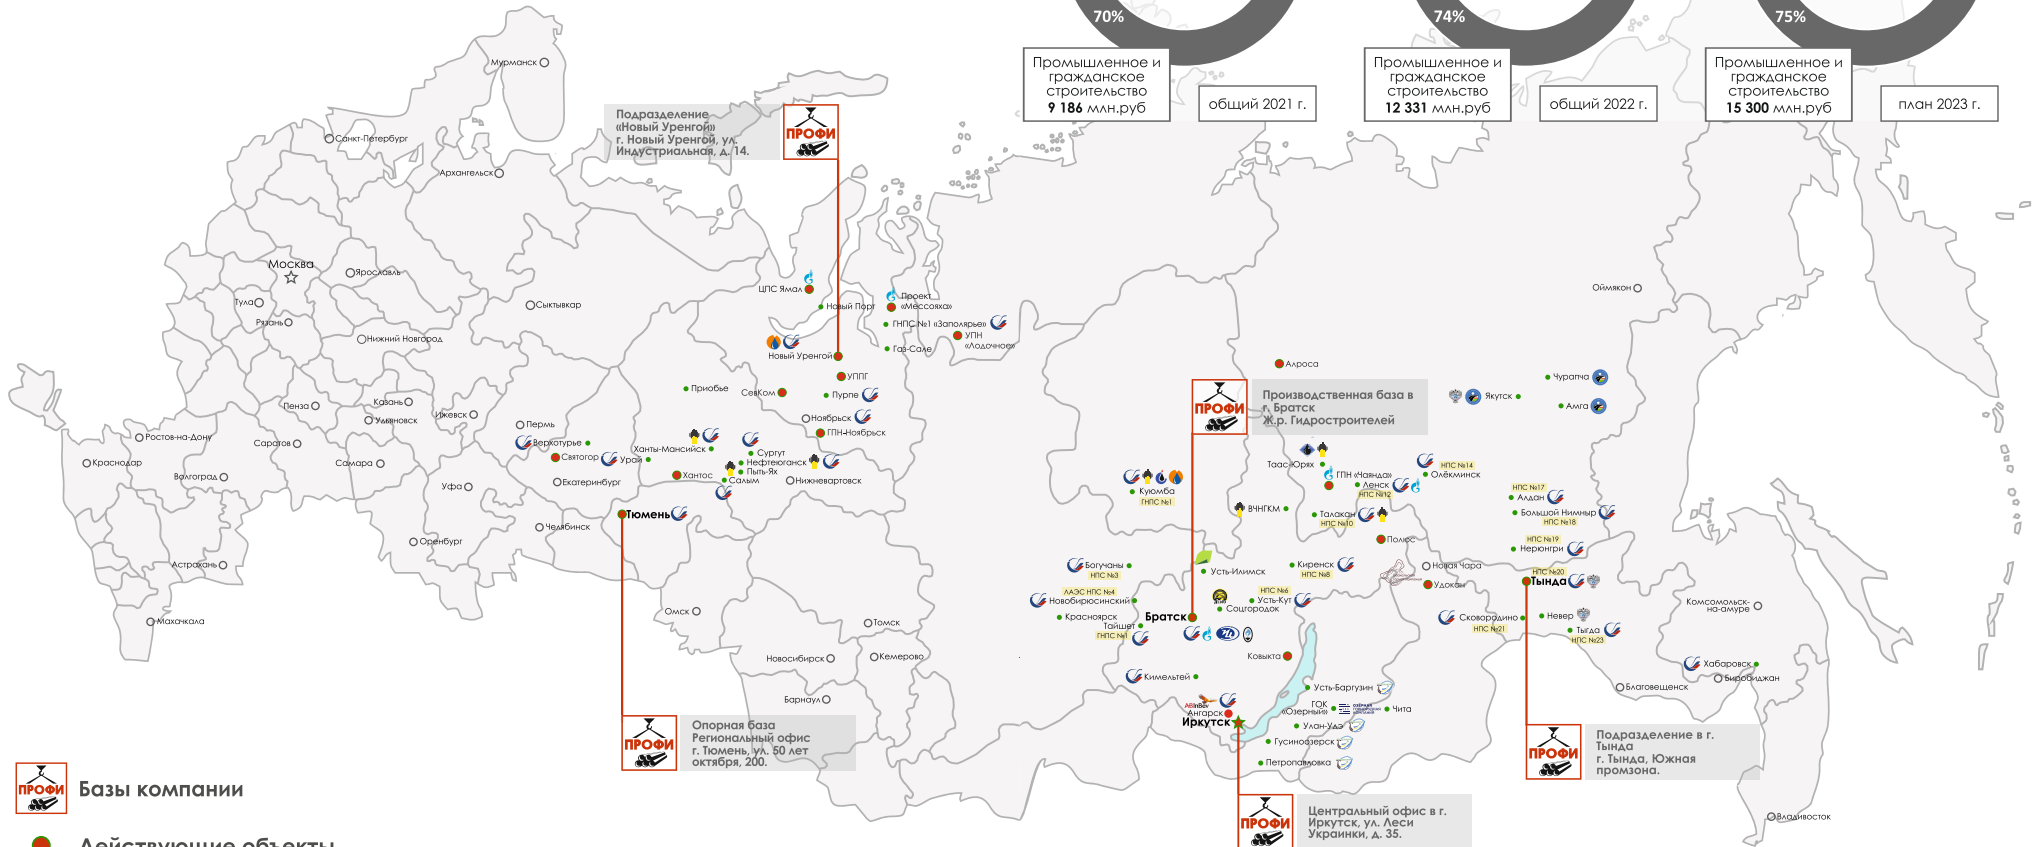 70%
74%
75%
Промышленное и
гражданское
строительство
9 186 млн.руб
общий 2021 г.
Промышленное и
гражданское
строительство
12 331 млн.руб
общий 2022 г.
Промышленное и
гражданское
строительство
15 300 млн.руб
план 2023 г.
Подразделение
«Новый Уренгой»
г. Новый Уренгой, ул.
Индустриальная, д. 14.
ПРОФИ
Мурманск
Санкт-Петербург
Архангельск
Москва
Ярославль
Тула
Рязань
Сыктывкар
Нижний Новгород
ЦПС Ямал
Новый Порт
Проект
«Мессояха»
ГНПС №1 «Заполярье»
УПН
«Лодочное»
Газ-Сале
Новый Уренгой
УППГ
Приобье
СевКом
Пурпе
Ноябрьск
ГПН-Ноябрьск
Оймякон
Алроса
Чурапча
Якутск
Амга
ПРОФИ
Производственная база в
г. Братск
Ж.р. Гидростроителей
Пенза
Казань
Ульяновск
Ижевск
Пермь
Ростов-на-Дону
Саратов
Верхотурье
Святогор
Урай
Ханты-Мансийск
Сургут
Нефтеюганск
Пыть-Ях
Салым
Хантос
Нижневартовск
Краснодар
Волгоград
Самара
Уфа
Екатеринбург
Тюмень
Челябинск
Оренбург
Астрахань
Махачкала
Омск
Томск
Новосибирск
Кемерово
Барнаул
Куюмба
ГНПС №1
Таас-Юрях
ГПН «Чаянда»
Ленск
НПС №12
НПС №14
Олёкминск
ВЧНГКМ
Талакан
НПС №10
Полюс
НПС №17
Алдан
Большой Нимныр
НПС №18
НПС №19
Нерюнгри
НПС №20
Тында
Богучаны
НПС №3
Усть-Илимск
Киренск
НПС №8
Новая Чара
Удокан
ЛАЭС НПС №4
Новобирюсинский
НПС №6
Усть-Кут
Соцгородок
Красноярск
Тайшет
ГНПС №1
Братск
Сковородино
НПС №21
Невер
Тыгда
НПС №23
Комсомольск-
на-амуре
Хабаровск
Биробиджан
Благовещенск
Владивосток
Ковыкта
Кимельтей
ABInBev
Ангарск
Иркутск
Усть-Баргузин
ГОК
«Озерный»
Чита
Улан-Удэ
Гусиноозерск
Петропавловка
ПРОФИ
Опорная база
Региональный офис
г. Тюмень, ул. 50 лет
октября, 200.
ПРОФИ
Подразделение в г.
Тында
г. Тында, Южная
промзона.
ПРОФИ
Центральный офис в г.
Иркутск, ул. Леси
Украинки, д. 35.
ПРОФИ
Базы компании
Действующие объекты